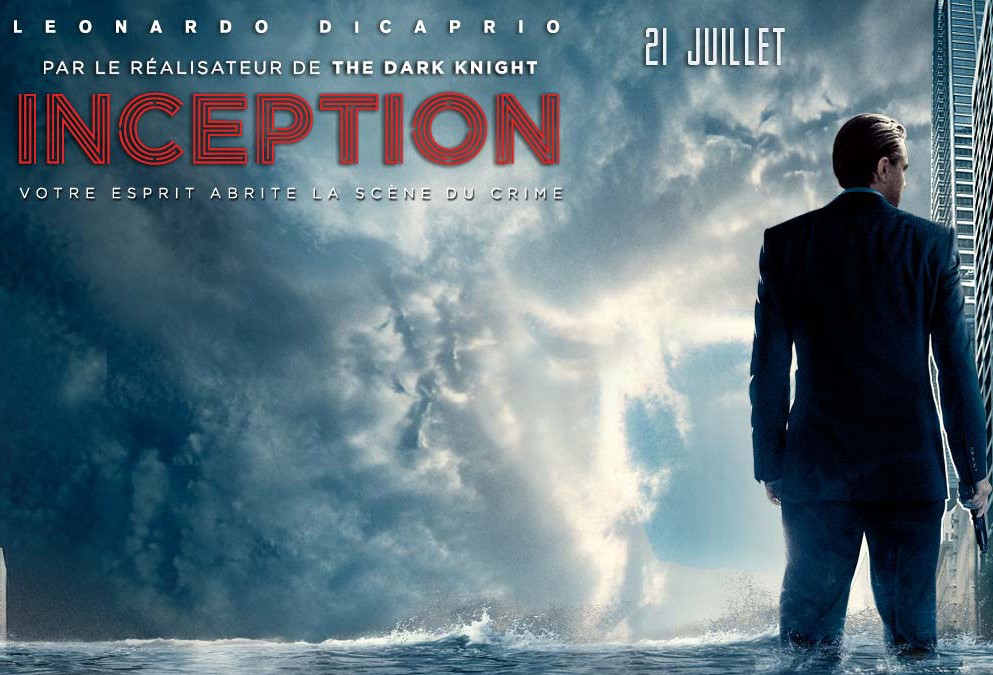 LEONARDO DICAPRIO
PAR LE RÉALISATEUR DE THE DARK KNIGHT
INCEPTION
VOTRE ESPRIT ABRITE LA SCÈNE DU CRIME
21 JUILLET